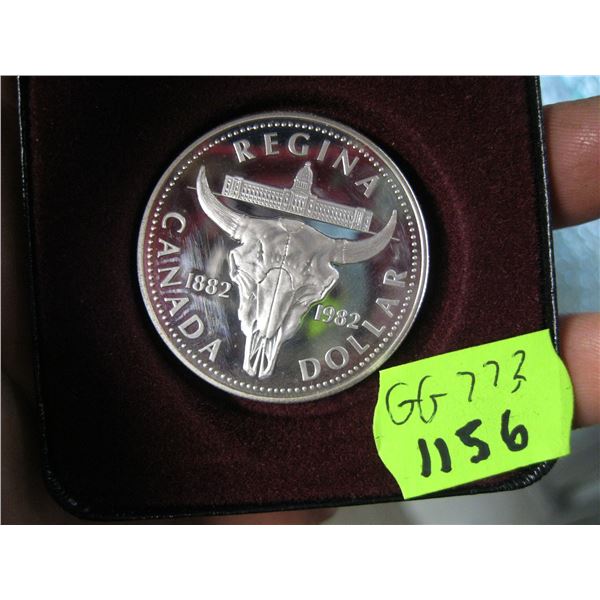 REGINA
CANADA
1882
1982
DOLLAR
GG 773
1156